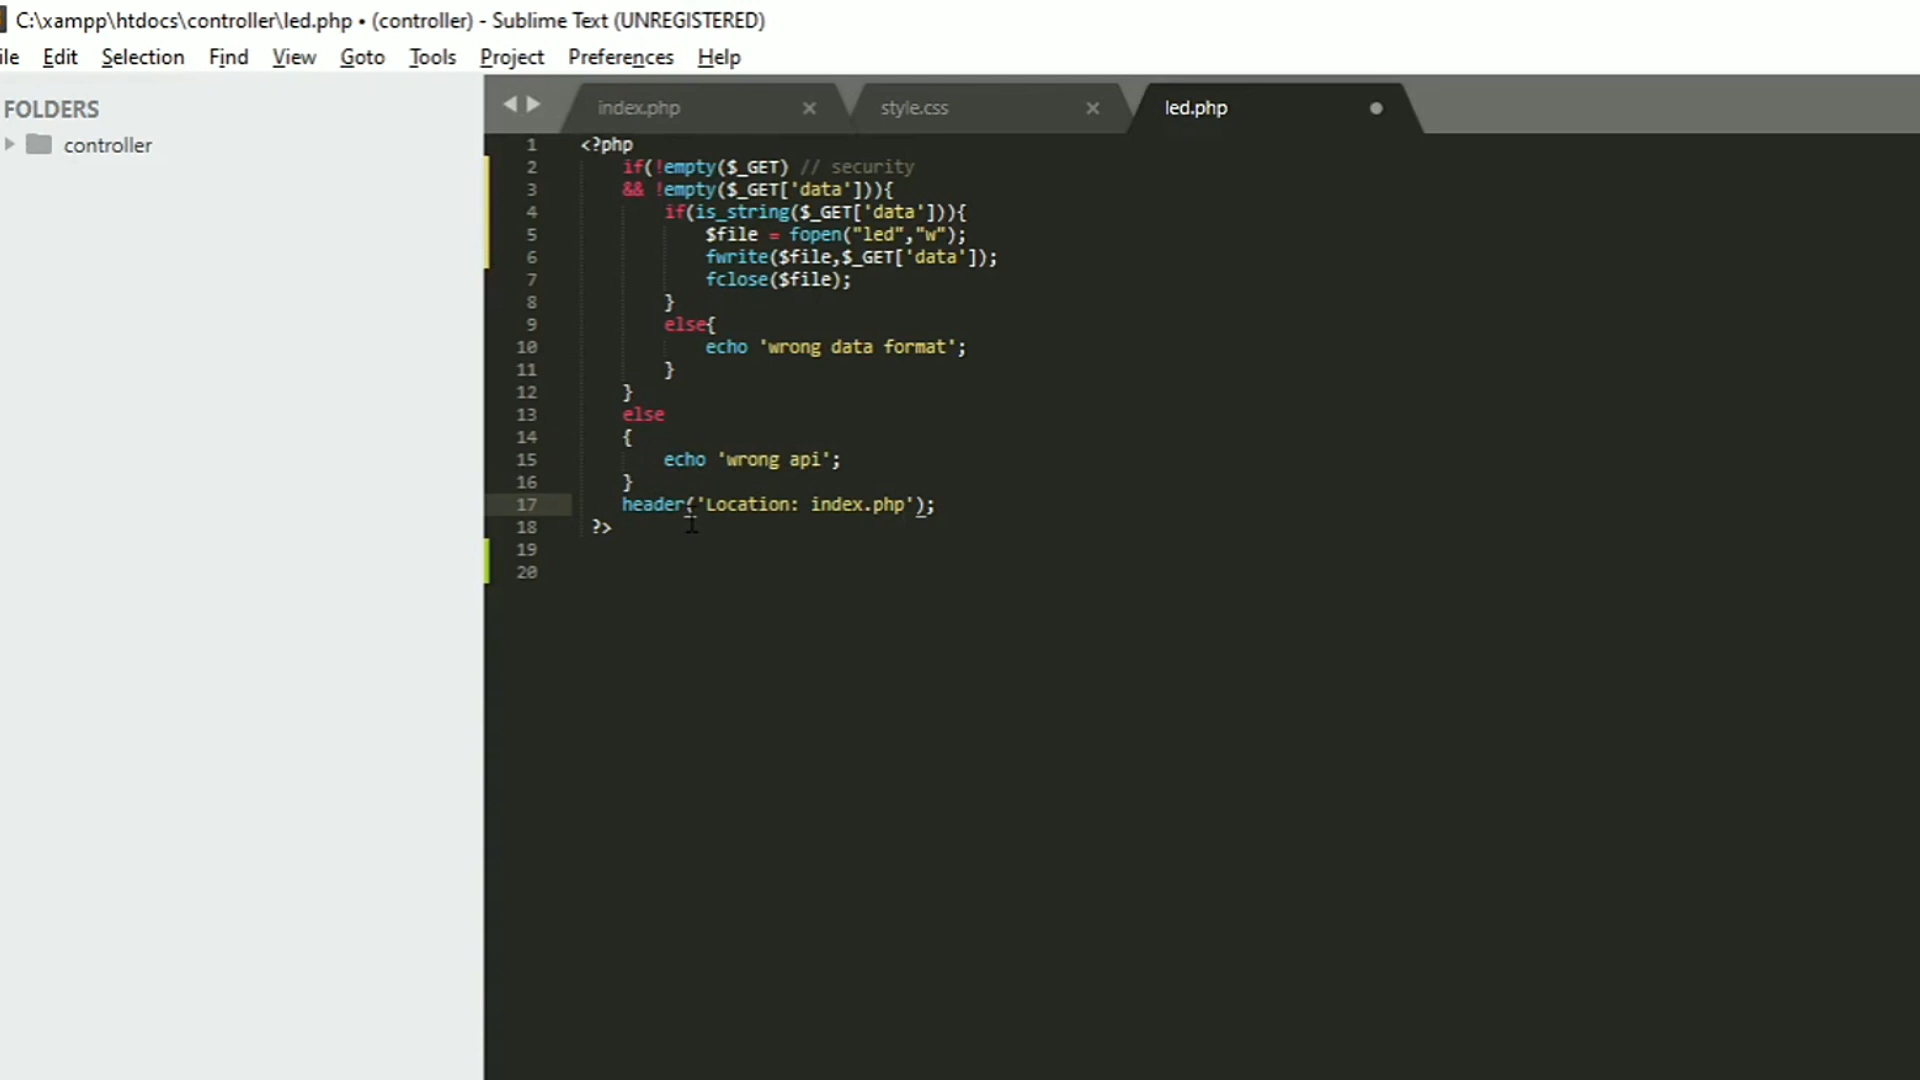 C:\xampp\htdocs\controller\led.php • (controller) - Sublime Text (UNREGISTERED)
ile Edit Selection Find View Goto Tools Project Preferences Help
FOLDERS
controller
index.php × style.css × led.php
1 <?php
2 if(!empty($_GET) // security
3 && !empty($_GET['data'])){
4 if(is_string($_GET['data'])){
5 $file = fopen("led","w");
6 fwrite($file,$_GET['data']);
7 fclose($file);
8 }
9 else{
10 echo 'wrong data format';
11 }
12 }
13 else
14 {
15 echo 'wrong api';
16 }
17 header('Location: index.php');
18 ?>
19
20